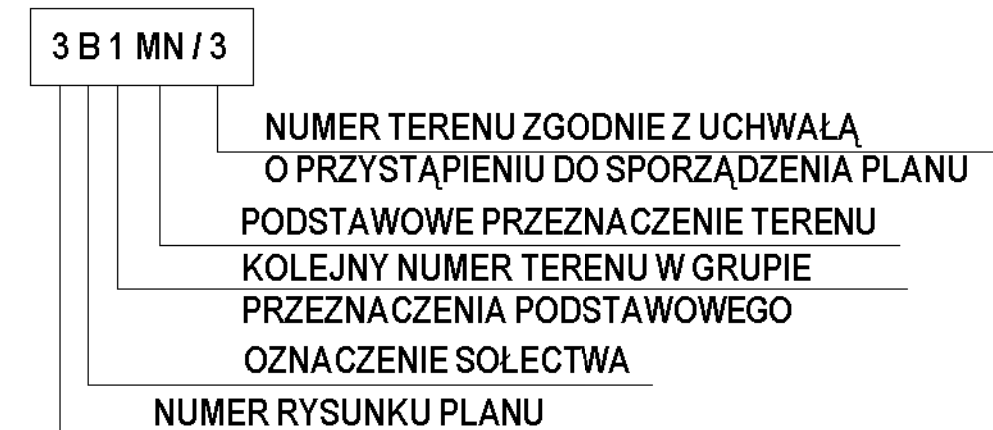 3 B 1 MN / 3
NUMER TERENU ZGODNIE Z UCHWAŁĄ
O PRZYSTĄPIENIU DO SPORZĄDZENIA PLANU
PODSTAWOWE PRZEZNACZENIE TERENU
KOLEJNY NUMER TERENU W GRUPIE
PRZEZNACZENIA PODSTAWOWEGO
OZNACZENIE SOŁECTWA
NUMER RYSUNKU PLANU